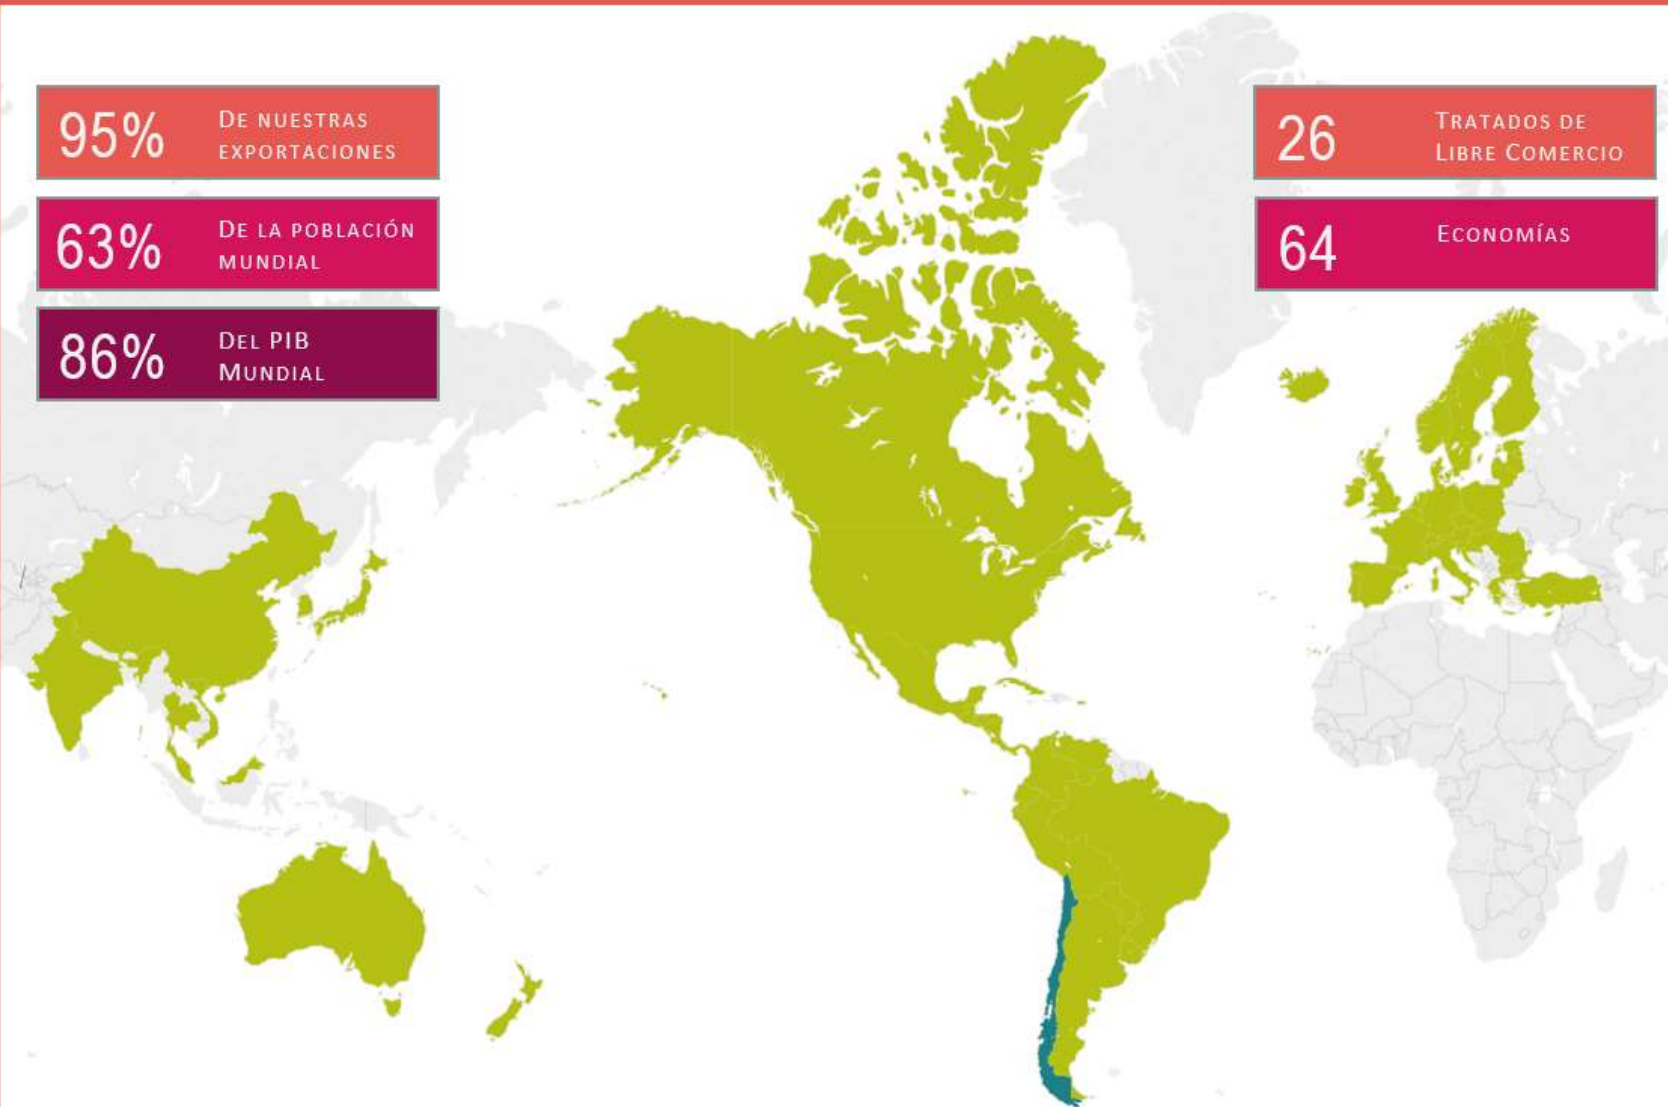 95%
DE NUESTRAS
EXPORTACIONES
63%
DE LA POBLACIÓN
MUNDIAL
86%
DEL PIB
MUNDIAL
26
TRATADOS DE
LIBRE COMERCIO
64
ECONOMÍAS